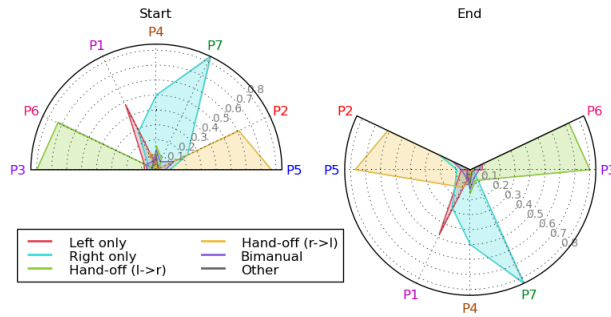 Start
End
P4
P1
P7
P6
P2
P3
P5
0.1
0.2
0.3
0.4
0.5
0.6
0.7
0.8
P2
P6
P5
P3
0.1
0.2
0.3
0.4
0.5
0.6
0.7
0.8
P1
P4
P7
Left only
Right only
Hand-off (l->r)
Hand-off (r->l)
Bimanual
Other